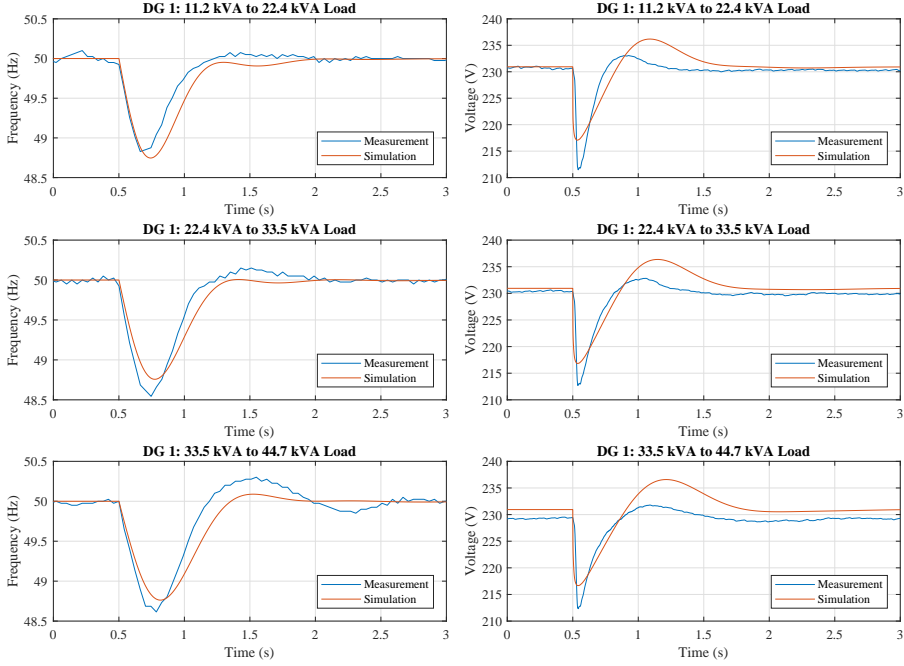 DG 1: 11.2 kVA to 22.4 kVA Load
50.5
50
49.5
49
48.5
Frequency (Hz)
Measurement
Simulation
0 0.5 1 1.5 2 2.5 3
Time (s)
DG 1: 11.2 kVA to 22.4 kVA Load
240
235
230
225
220
215
210
Voltage (V)
Measurement
Simulation
0 0.5 1 1.5 2 2.5 3
Time (s)
DG 1: 22.4 kVA to 33.5 kVA Load
50.5
50
49.5
49
48.5
Frequency (Hz)
Measurement
Simulation
0 0.5 1 1.5 2 2.5 3
Time (s)
DG 1: 22.4 kVA to 33.5 kVA Load
240
235
230
225
220
215
210
Voltage (V)
Measurement
Simulation
0 0.5 1 1.5 2 2.5 3
Time (s)
DG 1: 33.5 kVA to 44.7 kVA Load
50.5
50
49.5
49
48.5
Frequency (Hz)
Measurement
Simulation
0 0.5 1 1.5 2 2.5 3
Time (s)
DG 1: 33.5 kVA to 44.7 kVA Load
240
235
230
225
220
215
210
Voltage (V)
Measurement
Simulation
0 0.5 1 1.5 2 2.5 3
Time (s)